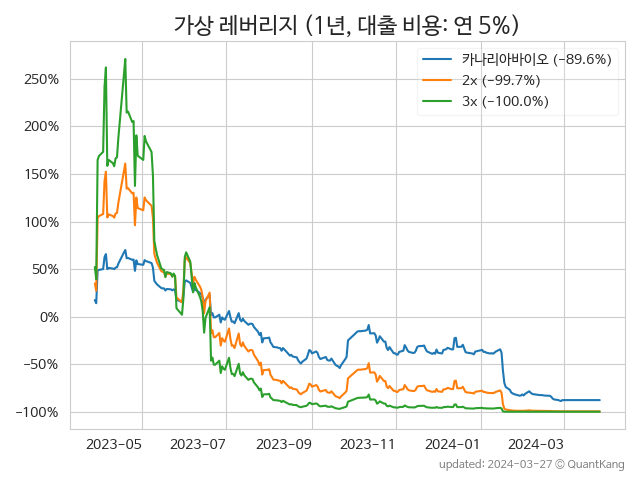 가상 레버리지 (1년, 대출 비용: 연 5%)
카나리아바이오 (−89.6%)
2x (−99.7%)
3x (−100.0%)
250%
200%
150%
100%
50%
0%
−50%
−100%
2023-05 2023-07 2023-09 2023-11 2024-01 2024-03
updated: 2024-03-27 © QuantKang